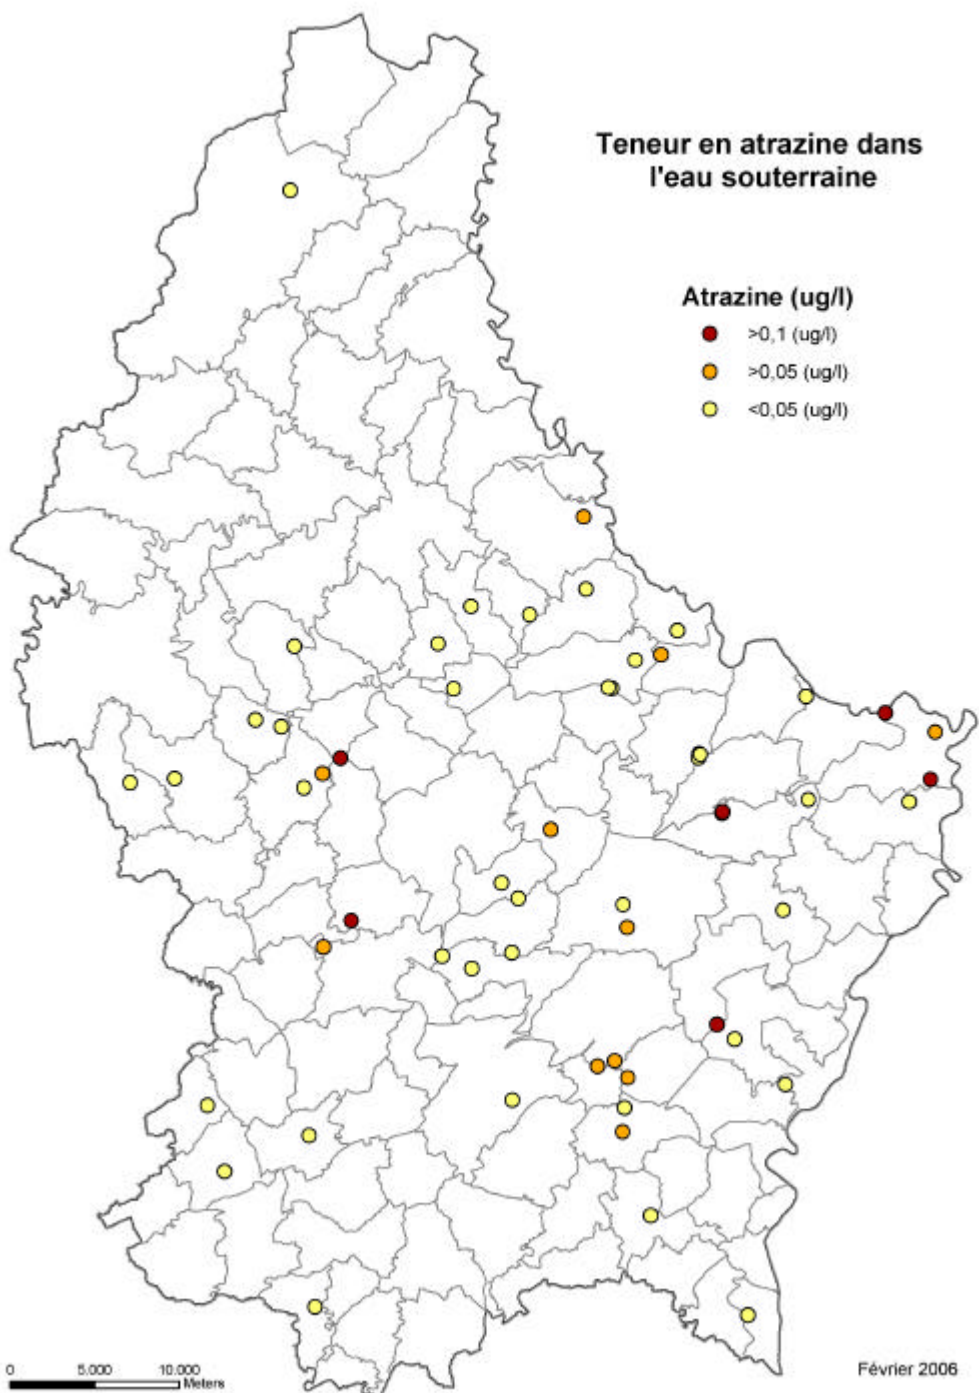 Teneur en atrazine dans
l'eau souterraine
Atrazine (ug/l)
>0,1 (ug/l)
>0,05 (ug/l)
<0,05 (ug/l)
0 5.000 10.000
Meters
Février 2006